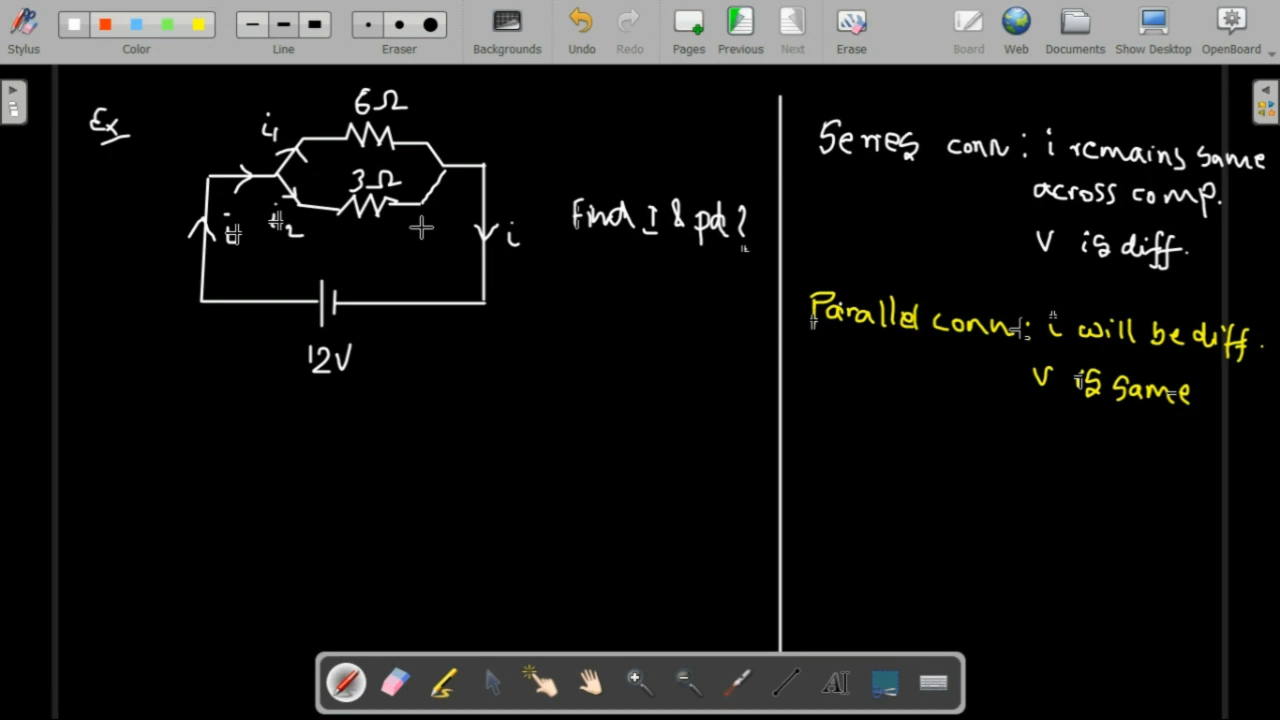 Stylus
Color
Line
Eraser
Backgrounds
Undo
Redo
Pages
Previous
Next
Erase
Board
Web
Documents
Show Desktop
OpenBoard
Ex
6Ω
i1
3Ω
i
i2
i
12V
Find I & pd?
Series conn: i remains same
across comp.
V is diff.
Parallel conn: i will be diff.
V is same
AI